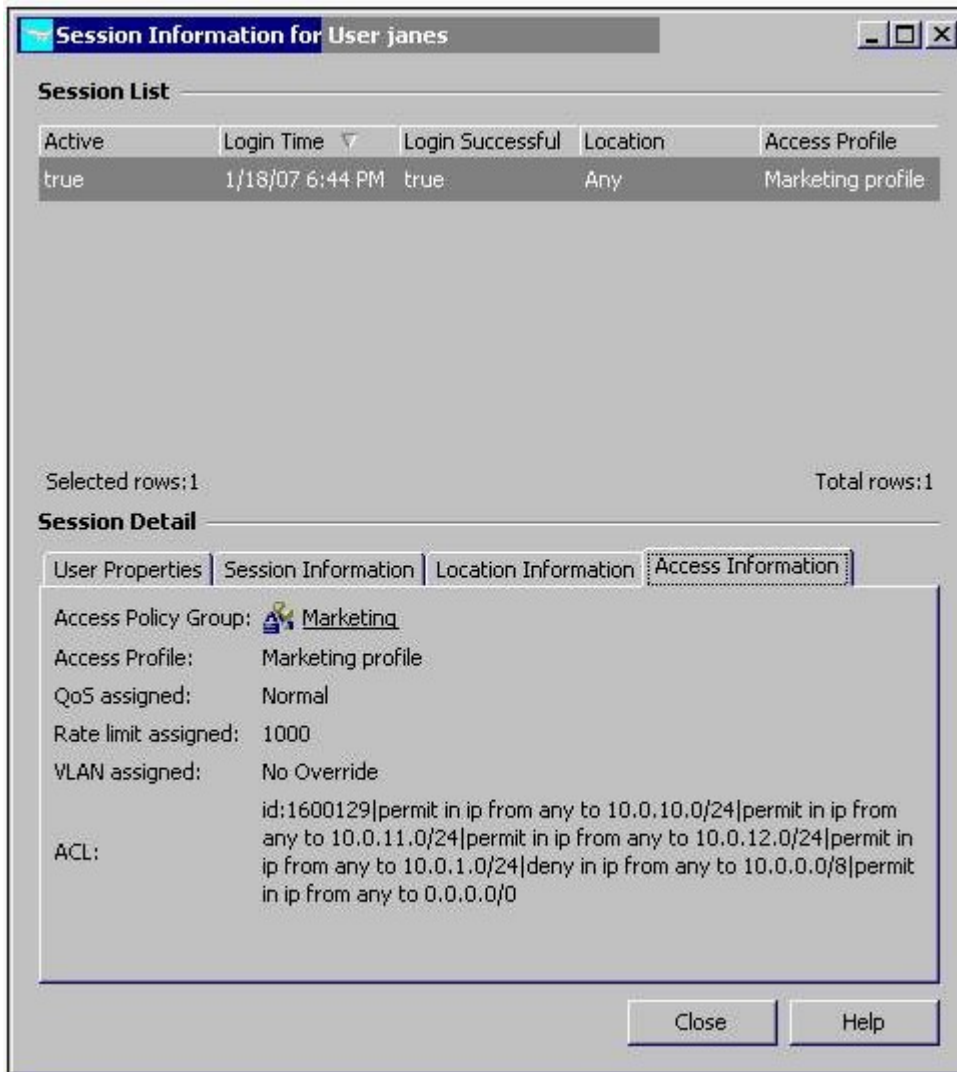 Session Information for User janes
Session List
Active Login Time Login Successful Location Access Profile
true 1/18/07 6:44 PM true Any Marketing profile
Selected rows:1 Total rows:1
Session Detail
User Properties Session Information Location Information Access Information
Access Policy Group: Marketing
Access Profile: Marketing profile
QoS assigned: Normal
Rate limit assigned: 1000
VLAN assigned: No Override
ACL: id:1600129|permit in ip from any to 10.0.10.0/24|permit in ip from
any to 10.0.11.0/24|permit in ip from any to 10.0.12.0/24|permit in
ip from any to 10.0.1.0/24|deny in ip from any to 10.0.0.0/8|permit
in ip from any to 0.0.0.0/0
Close Help